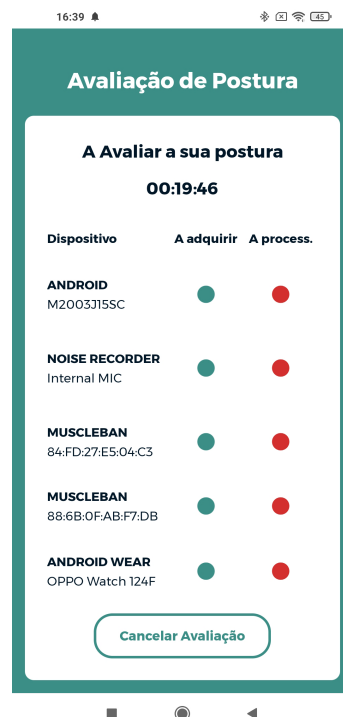 16:39
45
Avaliação de Postura
A Avaliar a sua postura
00:19:46
Dispositivo A adquirir A process.
ANDROID
M2003J15SC
NOISE RECORDER
Internal MIC
MUSCLEBAN
84:FD:27:E5:04:C3
MUSCLEBAN
88:6B:0F:AB:F7:DB
ANDROID WEAR
OPPO Watch 124F
Cancelar Avaliação